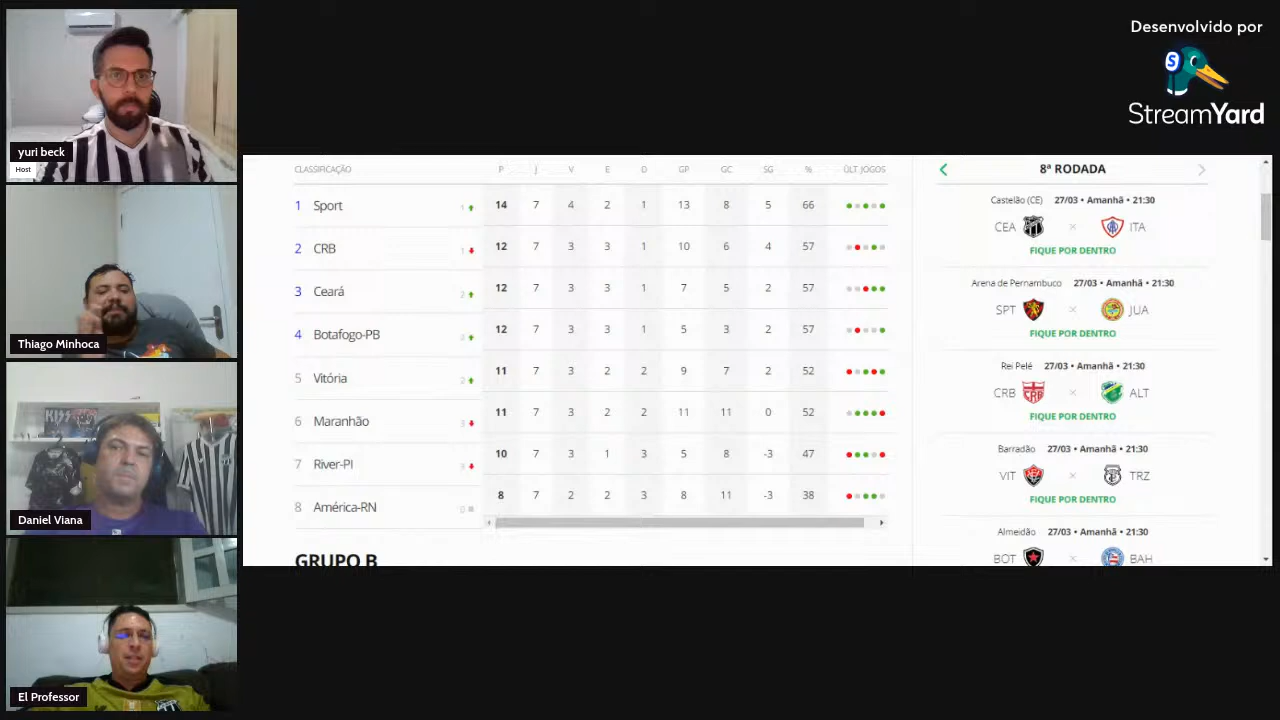 yuri beck
Host
Thiago Minhoca
Daniel Viana
El Professor
Desenvolvido por
S
StreamYard
CLASSIFICAÇÃO P J V E D GP GC SG % ÚLT. JOGOS
1 Sport 1 14 7 4 2 1 13 8 5 66
2 CRB 1 12 7 3 3 1 10 6 4 57
3 Ceará 2 12 7 3 3 1 7 5 2 57
4 Botafogo-PB 12 7 3 3 1 5 3 2 57
5 Vitória 2 11 7 3 2 2 9 7 2 52
6 Maranhão 3 11 7 3 2 2 11 11 0 52
7 River-PI 10 7 3 1 3 5 8 -3 47
8 América-RN 0 8 7 2 2 3 8 11 -3 38
GRUPO B
8ª RODADA
Castelão (CE) 27/03 • Amanhã • 21:30
CEA × ITA
FIQUE POR DENTRO
Arena de Pernambuco 27/03 • Amanhã • 21:30
SPT × JUA
FIQUE POR DENTRO
Rei Pelé 27/03 • Amanhã • 21:30
CRB × ALT
FIQUE POR DENTRO
Barradão 27/03 • Amanhã • 21:30
VIT × TRZ
FIQUE POR DENTRO
Almeidão 27/03 • Amanhã • 21:30
BOT × BAH
KISS